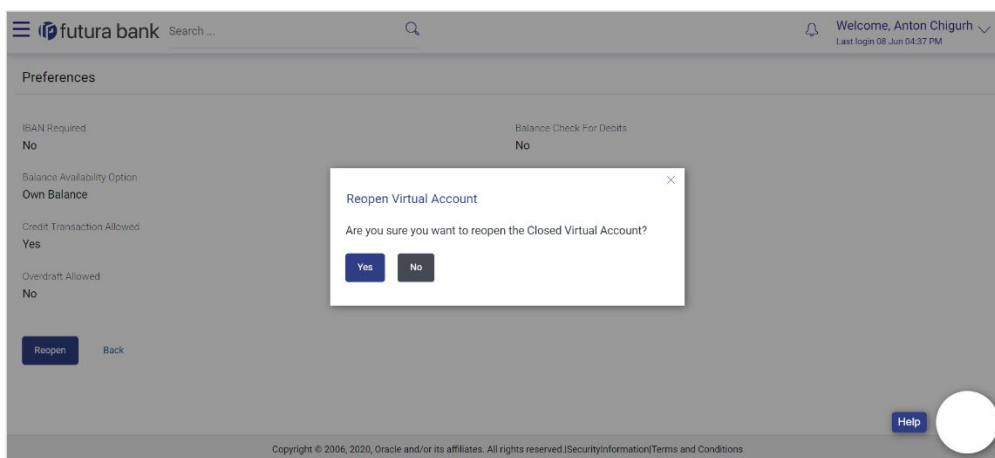 futura bank Search ...
Welcome, Anton Chigurh
Last login 08 Jun 04:37 PM
Preferences
IBAN Required
No
Balance Check For Debits
No
Balance Availability Option
Own Balance
Credit Transaction Allowed
Yes
Overdraft Allowed
No
Reopen Virtual Account
Are you sure you want to reopen the Closed Virtual Account?
Yes No
Reopen Back
Help
Copyright © 2006, 2020, Oracle and/or its affiliates. All rights reserved.|SecurityInformation|Terms and Conditions